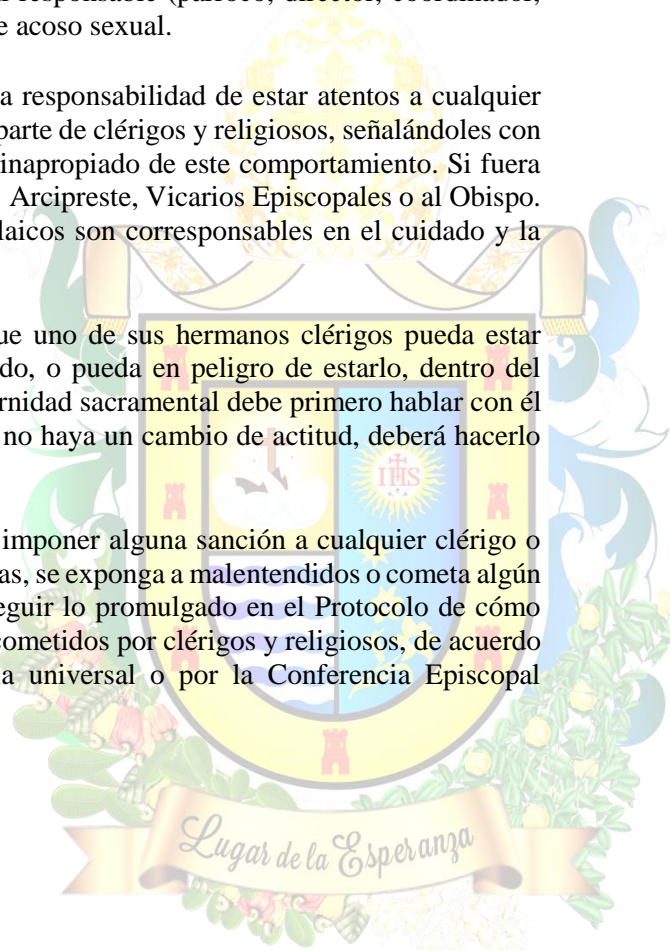 responsable (párroco, director, coordinador,
e acoso sexual.
a responsabilidad de estar atentos a cualquier
parte de clérigos y religiosos, señalándoles con
inapropiado de este comportamiento. Si fuera
Arcipreste, Vicarios Episcopales o al Obispo.
laicos son corresponsables en el cuidado y la
ue uno de sus hermanos clérigos pueda estar
do, o pueda en peligro de estarlo, dentro del
ernidad sacramental debe primero hablar con él
no haya un cambio de actitud, deberá hacerlo
IHS
imponer alguna sanción a cualquier clérigo o
as, se exponga a malentendidos o cometa algún
eguir lo promulgado en el Protocolo de cómo
cometidos por clérigos y religiosos, de acuerdo
ia universal o por la Conferencia Episcopal
Lugar de la Esperanza